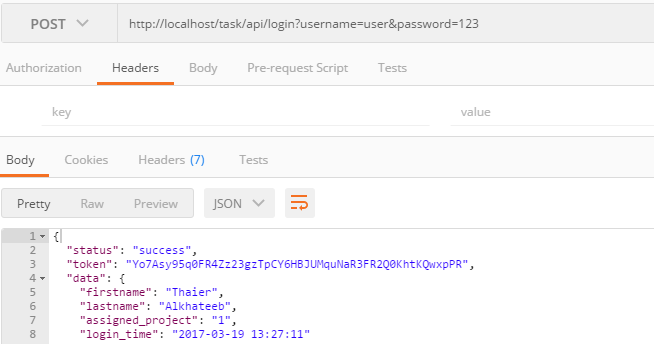 POST http://localhost/task/api/login?username=user&password=123
Authorization Headers Body Pre-request Script Tests
key value
Body Cookies Headers (7) Tests
Pretty Raw Preview JSON
1 {
2 "status": "success",
3 "token": "Yo7Asy95q0FR4Zz23gzTpCY6HBJUMquNaR3FR2Q0KhtKQwxpPR",
4 "data": {
5 "firstname": "Thaier",
6 "lastname": "Alkhateeb",
7 "assigned_project": "1",
8 "login_time": "2017-03-19 13:27:11"